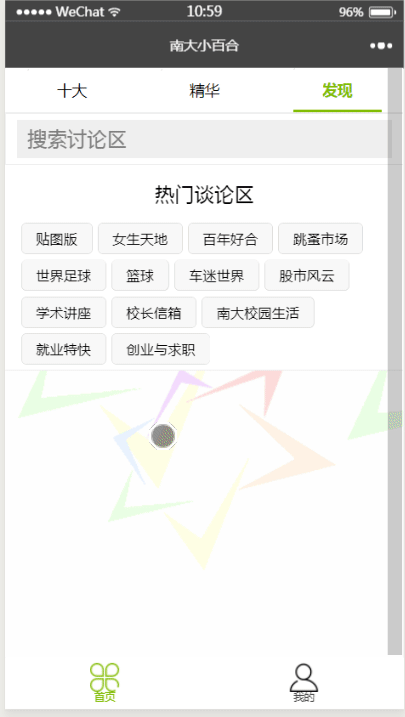 ●●●●● WeChat 10:59 96%
南大小百合 •••
十大 精华 发现
搜索讨论区
热门谈论区
贴图版 女生天地 百年好合 跳蚤市场
世界足球 篮球 车迷世界 股市风云
学术讲座 校长信箱 南大校园生活
就业特快 创业与求职
首页 我的